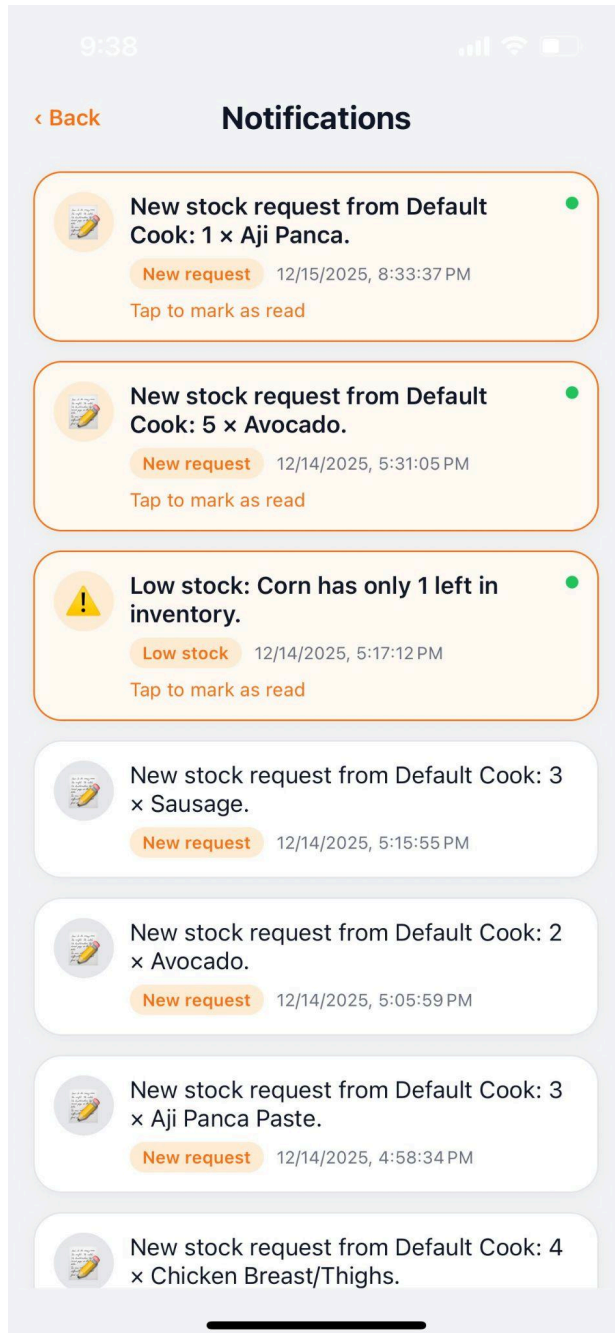 9:38
‹ Back
Notifications
New stock request from Default
Cook: 1 × Aji Panca.
New request 12/15/2025, 8:33:37 PM
Tap to mark as read
New stock request from Default
Cook: 5 × Avocado.
New request 12/14/2025, 5:31:05 PM
Tap to mark as read
Low stock: Corn has only 1 left in
inventory.
Low stock 12/14/2025, 5:17:12 PM
Tap to mark as read
New stock request from Default Cook: 3
× Sausage.
New request 12/14/2025, 5:15:55 PM
New stock request from Default Cook: 2
× Avocado.
New request 12/14/2025, 5:05:59 PM
New stock request from Default Cook: 3
× Aji Panca Paste.
New request 12/14/2025, 4:58:34 PM
New stock request from Default Cook: 4
× Chicken Breast/Thighs.